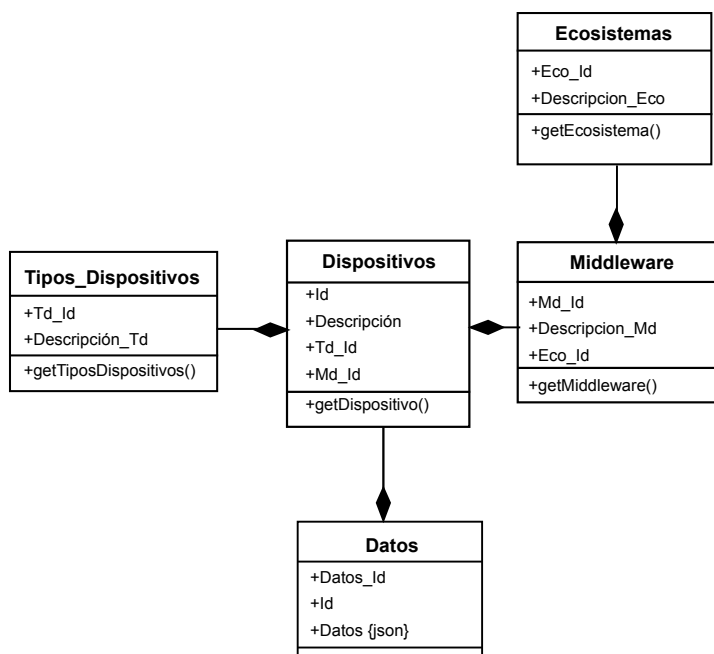 Ecosistemas
+Eco_Id
+Descripcion_Eco
+getEcosistema()
Tipos_Dispositivos
+Td_Id
+Descripción_Td
+getTiposDispositivos()
Dispositivos
+Id
+Descripción
+Td_Id
+Md_Id
+getDispositivo()
Middleware
+Md_Id
+Descripcion_Md
+Eco_Id
+getMiddleware()
Datos
+Datos_Id
+Id
+Datos {json}